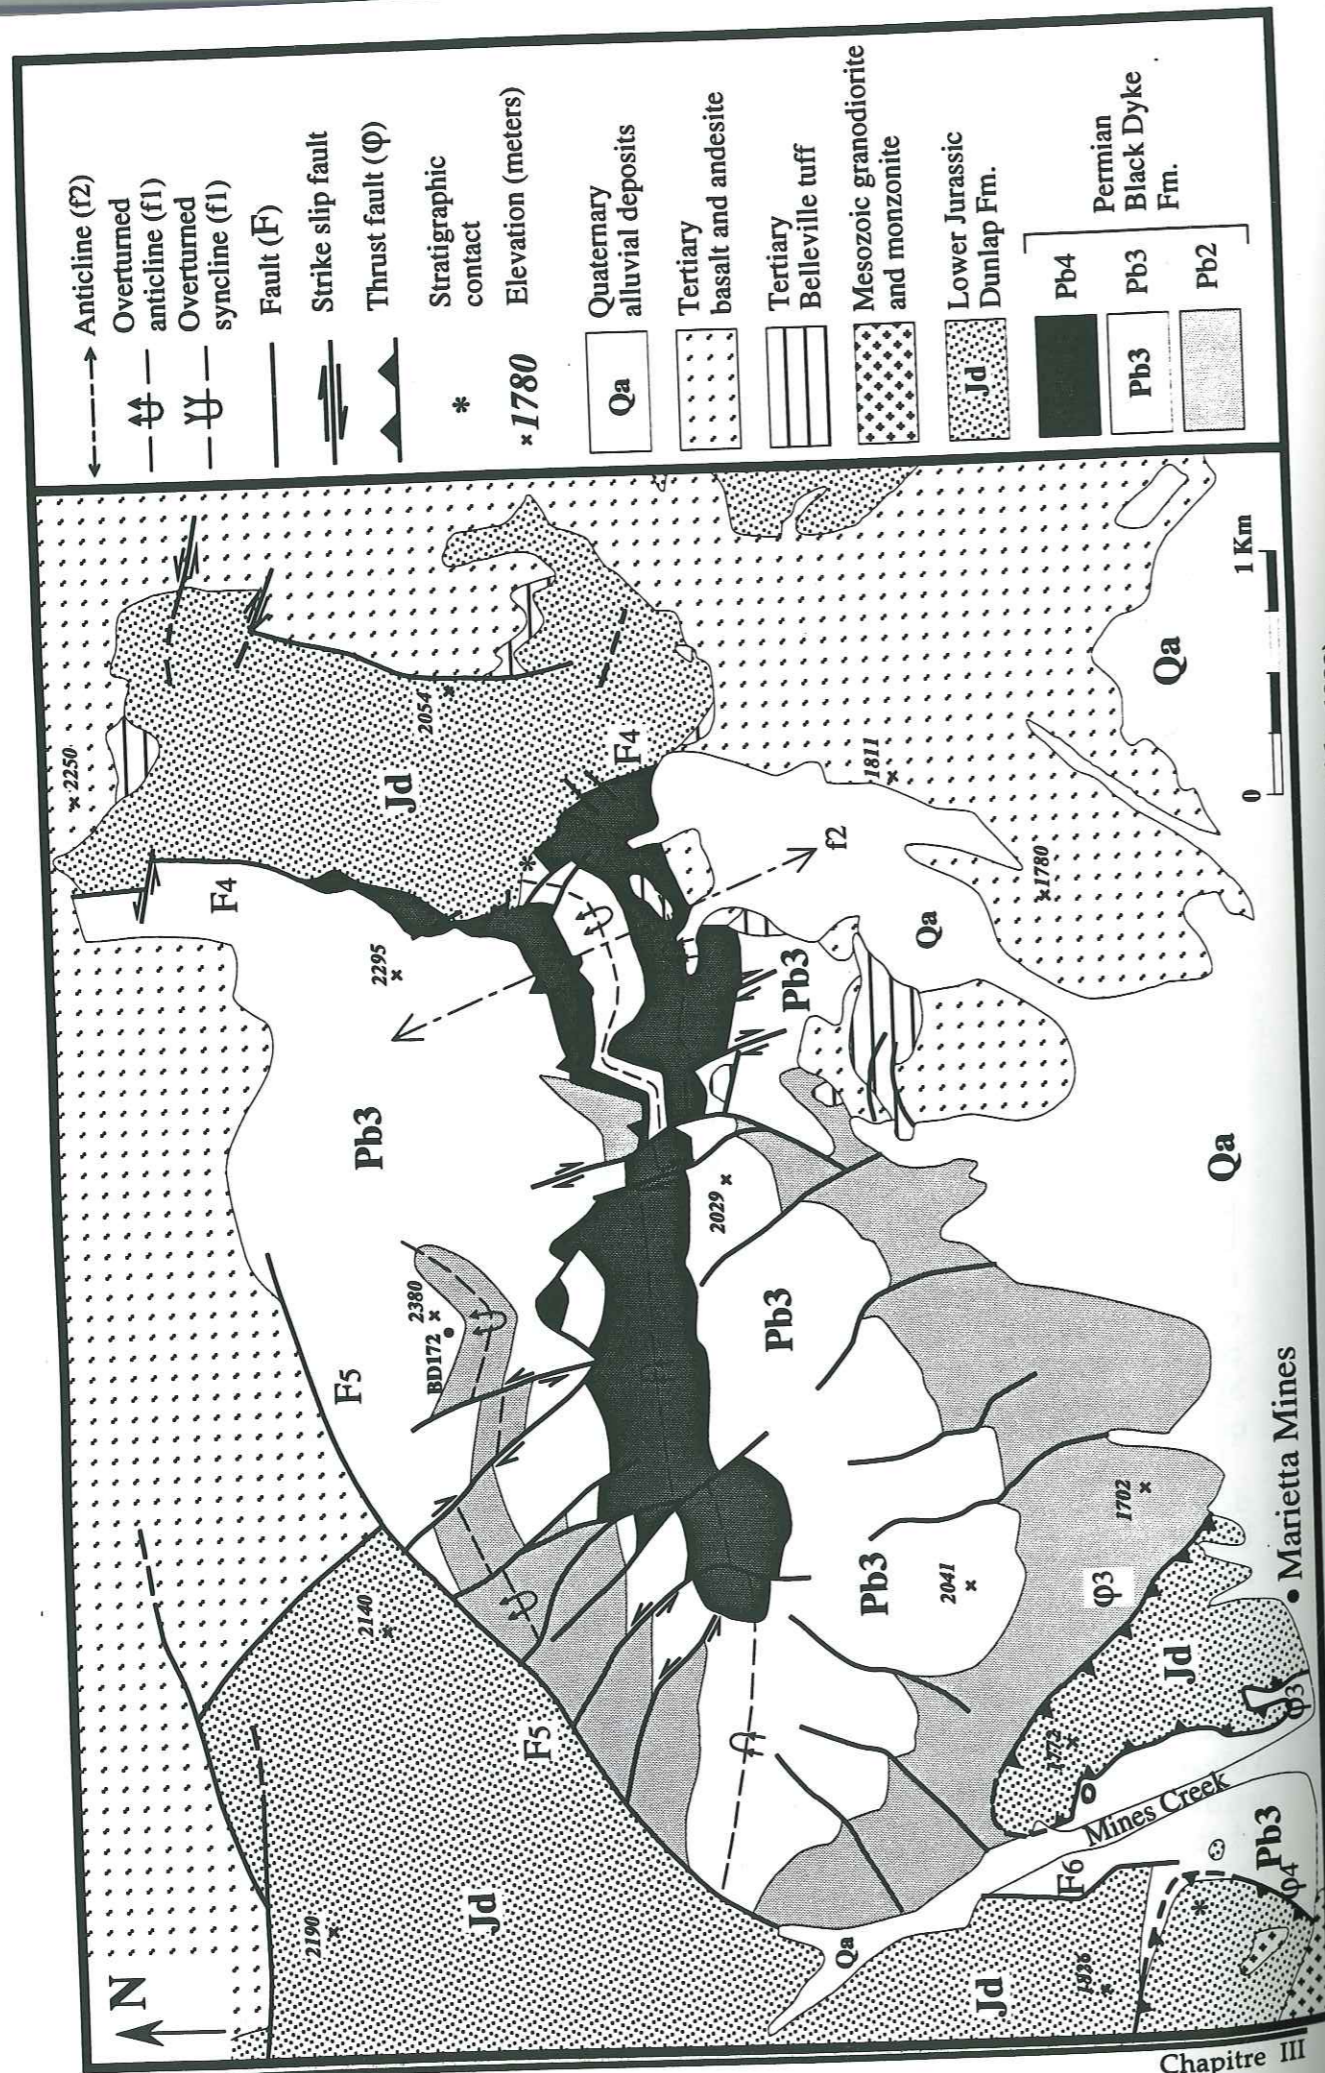 Anticline (f2)
Overturned
anticline (f1)
Overturned
syncline (f1)
Fault (F)
Strike slip fault
Thrust fault (φ)
Stratigraphic
contact
*
×1780
Elevation (meters)
Qa
Quaternary
alluvial deposits
Tertiary
basalt and andesite
Tertiary
Belleville tuff
Mesozoic granodiorite
and monzonite
Jd
Lower Jurassic
Dunlap Fm.
Pb4
Pb3
Pb3
Pb2
Permian
Black Dyke
Fm.
N
2250
2054
Jd
F4
F4
2295
*
f2
1811
1780
Qa
Qa
0
1 Km
Pb3
Pb3
F5
BD172
2380
2029
Pb3
Qa
2140
F5
Pb3
2041
1702
φ3
Jd
φ3
1772
Marietta Mines
Mines Creek
2190
Jd
Qa
Jd
F6
*
Pb3
φ4
Chapitre III